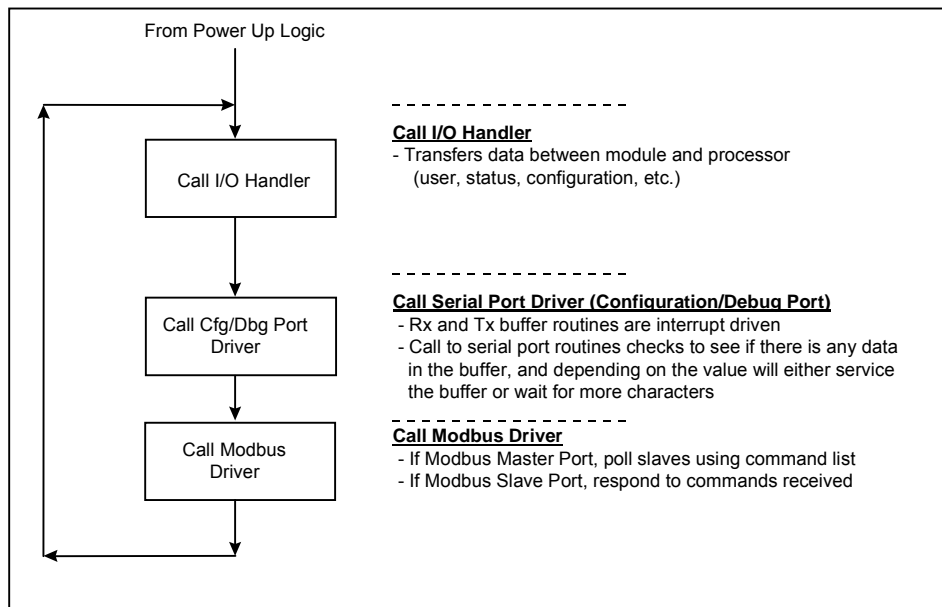 From Power Up Logic
Call I/O Handler
Call Cfg/Dbg Port
Driver
Call Modbus
Driver
Call I/O Handler
- Transfers data between module and processor
(user, status, configuration, etc.)
Call Serial Port Driver (Configuration/Debug Port)
- Rx and Tx buffer routines are interrupt driven
- Call to serial port routines checks to see if there is any data
in the buffer, and depending on the value will either service
the buffer or wait for more characters
Call Modbus Driver
- If Modbus Master Port, poll slaves using command list
- If Modbus Slave Port, respond to commands received